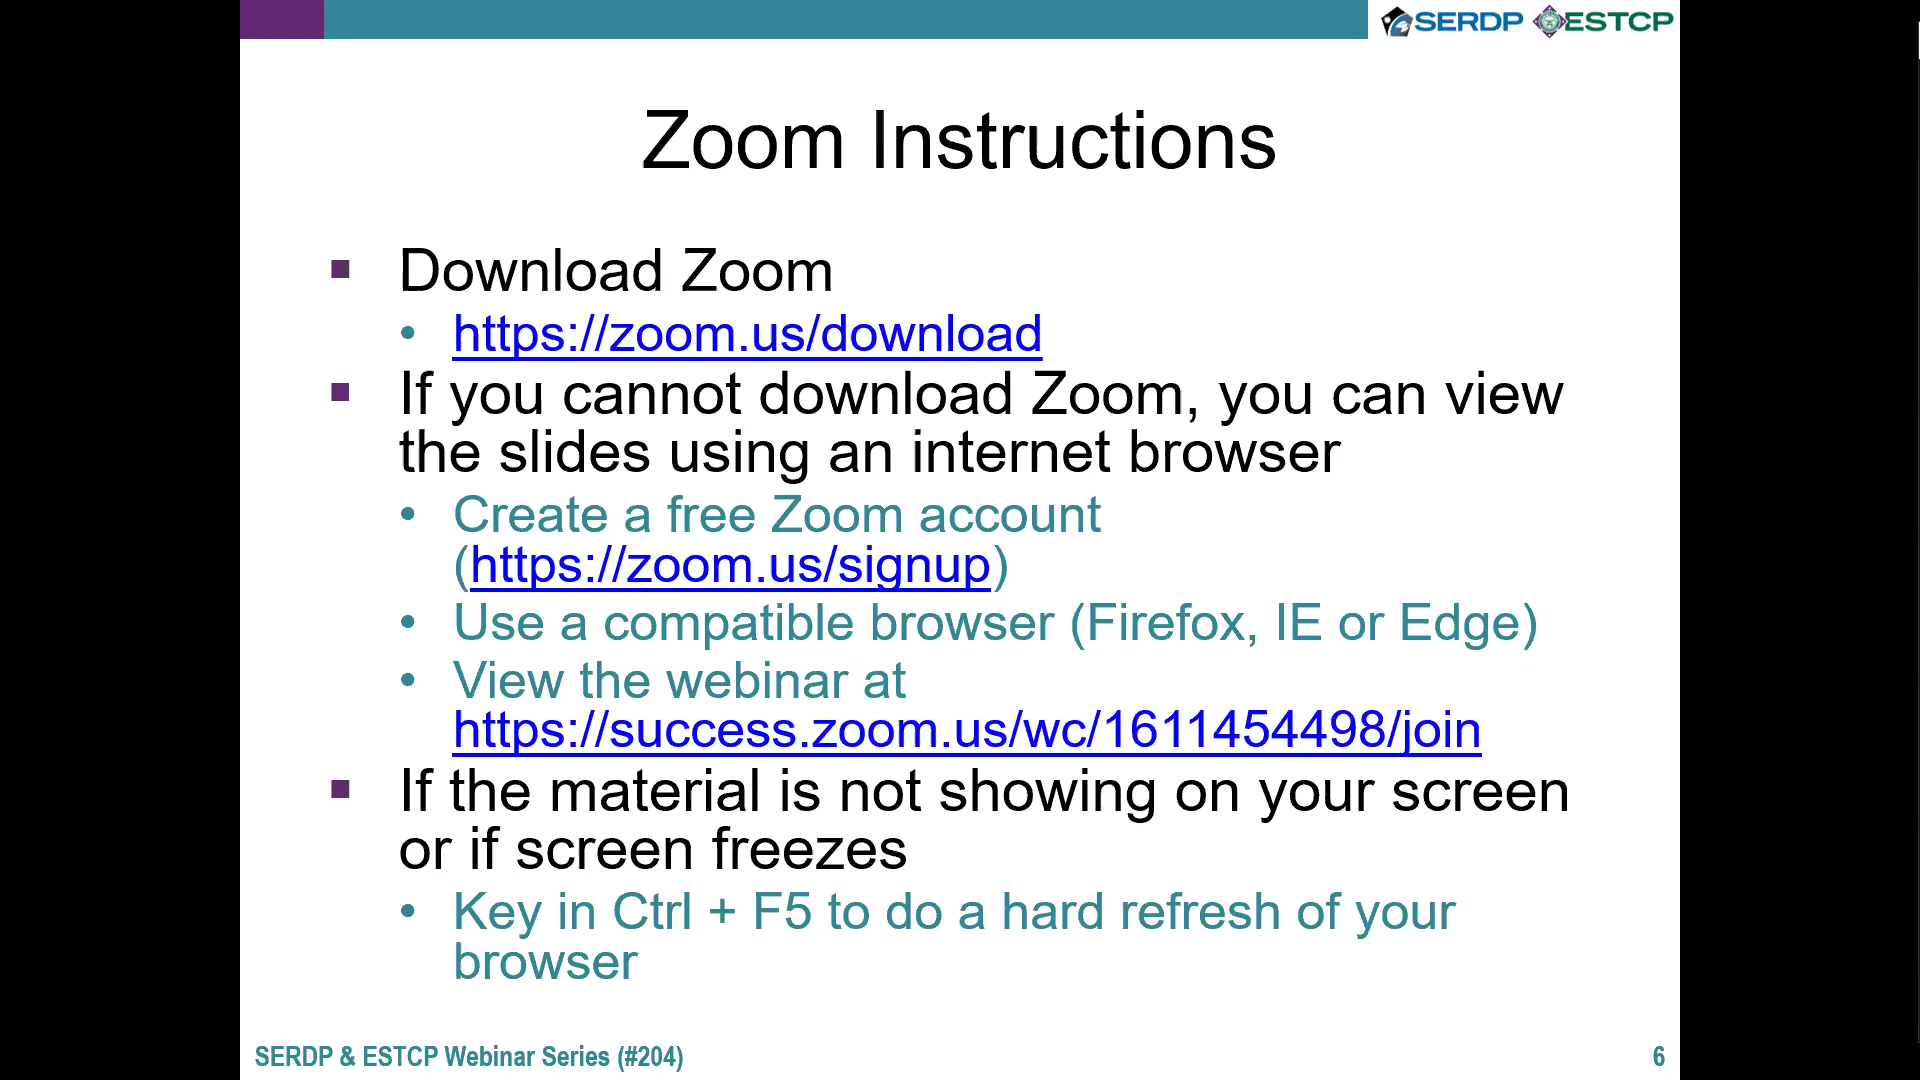 SERDP ESTCP
Zoom Instructions
▪ Download Zoom
• https://zoom.us/download
▪ If you cannot download Zoom, you can view
the slides using an internet browser
• Create a free Zoom account
(https://zoom.us/signup)
• Use a compatible browser (Firefox, IE or Edge)
• View the webinar at
https://success.zoom.us/wc/1611454498/join
▪ If the material is not showing on your screen
or if screen freezes
• Key in Ctrl + F5 to do a hard refresh of your
browser
SERDP & ESTCP Webinar Series (#204)
6